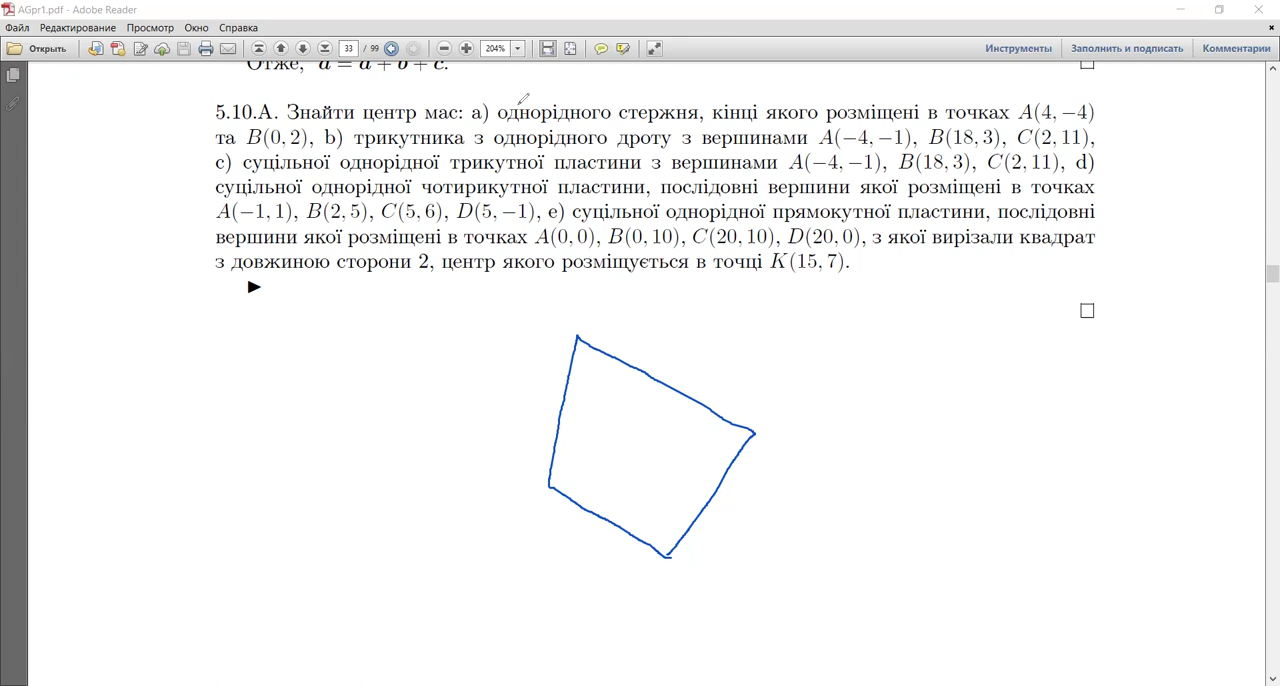 AGpr1.pdf - Adobe Reader
Файл Редактирование Просмотр Окно Справка
Открыть 33 / 99 204% Инструменты Заполнить и подписать Комментарии
Отже, a = a + b + c.
5.10.A. Знайти центр мас: a) однорідного стержня, кінці якого розміщені в точках A(4, −4)
та B(0, 2), b) трикутника з однорідного дроту з вершинами A(−4, −1), B(18, 3), C(2, 11),
c) суцільної однорідної трикутної пластини з вершинами A(−4, −1), B(18, 3), C(2, 11), d)
суцільної однорідної чотирикутної пластини, послідовні вершини якої розміщені в точках
A(−1, 1), B(2, 5), C(5, 6), D(5, −1), e) суцільної однорідної прямокутної пластини, послідовні
вершини якої розміщені в точках A(0, 0), B(0, 10), C(20, 10), D(20, 0), з якої вирізали квадрат
з довжиною сторони 2, центр якого розміщується в точці K(15, 7).